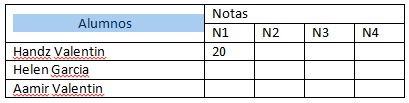 Alumnos Notas
N1 N2 N3 N4
Handz Valentin 20
Helen Garcia
Aamir Valentin